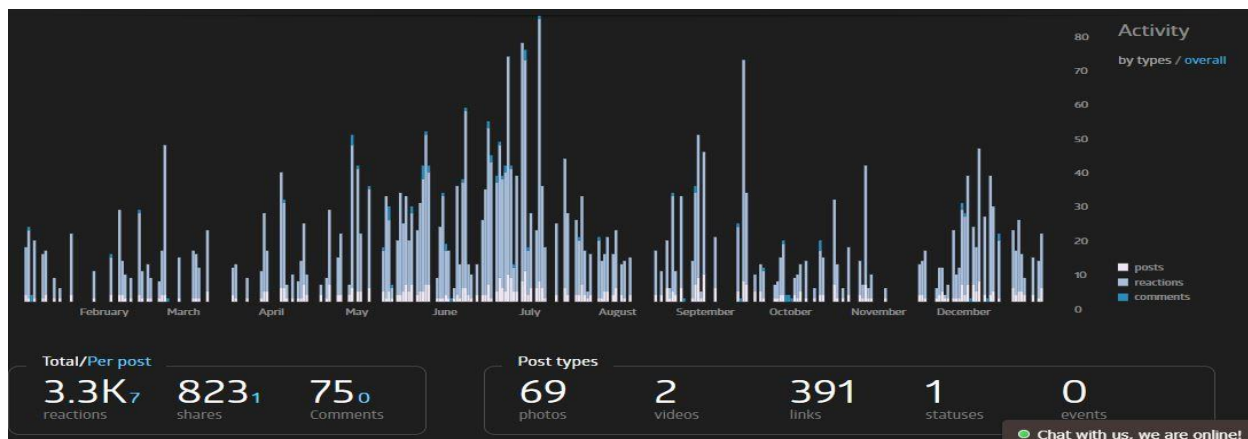 80
Activity
70
by types / overall
60
50
40
30
20
10
0
posts
reactions
comments
February March April May June July August September October November December
Total/Per post
3.3K7 8231 750
reactions shares Comments
Post types
69 2 391 1 0
photos videos links statuses events
Chat with us, we are online!